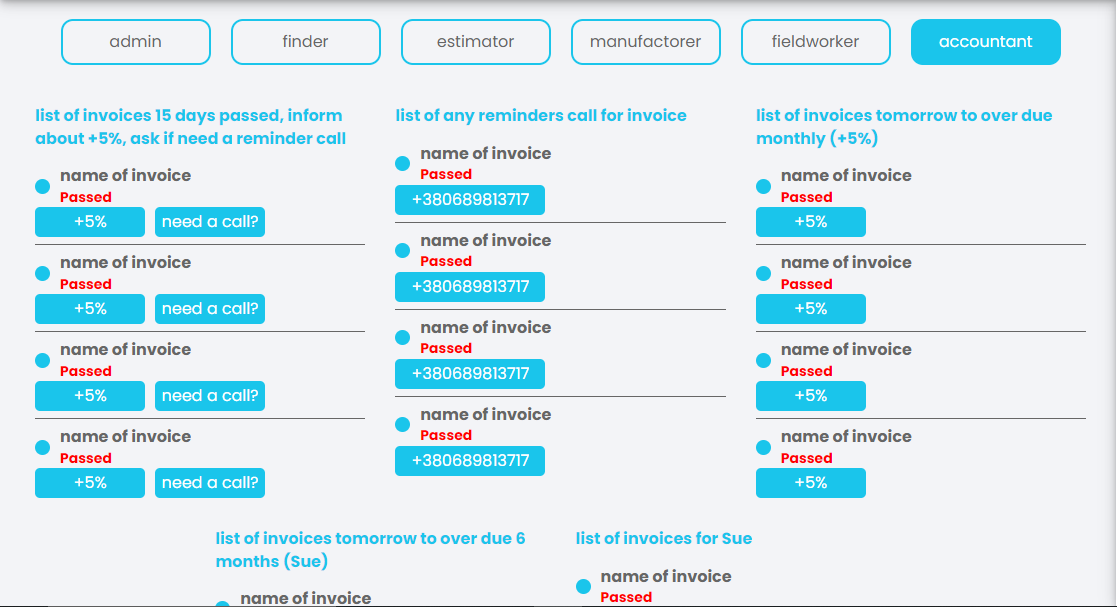 admin
finder
estimator
manufactorer
fieldworker
accountant
list of invoices 15 days passed, inform
about +5%, ask if need a reminder call
name of invoice
Passed
+5%
need a call?
name of invoice
Passed
+5%
need a call?
name of invoice
Passed
+5%
need a call?
name of invoice
Passed
+5%
need a call?
list of any reminders call for invoice
name of invoice
Passed
+380689813717
name of invoice
Passed
+380689813717
name of invoice
Passed
+380689813717
name of invoice
Passed
+380689813717
list of invoices tomorrow to over due
monthly (+5%)
name of invoice
Passed
+5%
name of invoice
Passed
+5%
name of invoice
Passed
+5%
name of invoice
Passed
+5%
list of invoices tomorrow to over due 6
months (Sue)
name of invoice
list of invoices for Sue
name of invoice
Passed